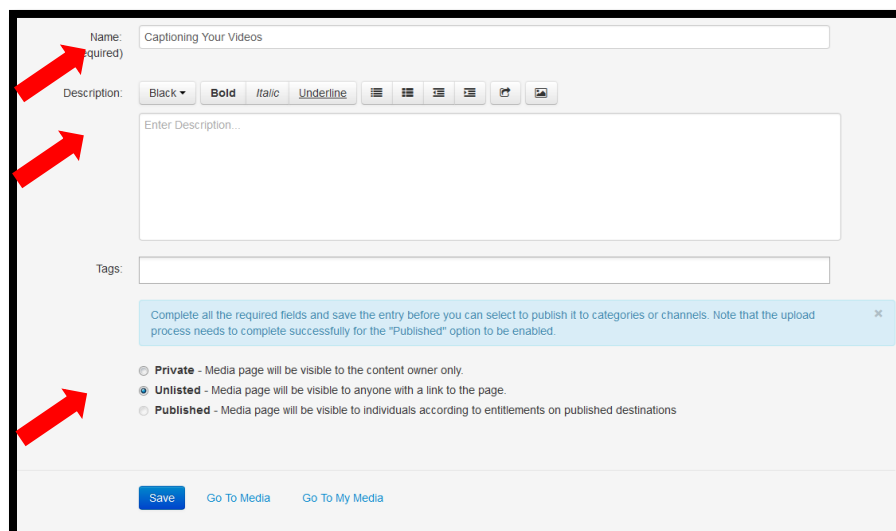 Name:
equired)
Captioning Your Videos
Description:
Black Bold Italic Underline
Enter Description...
Tags:
Complete all the required fields and save the entry before you can select to publish it to categories or channels. Note that the upload
process needs to complete successfully for the "Published" option to be enabled.
×
Private - Media page will be visible to the content owner only.
Unlisted - Media page will be visible to anyone with a link to the page.
Published - Media page will be visible to individuals according to entitlements on published destinations
Save Go To Media Go To My Media